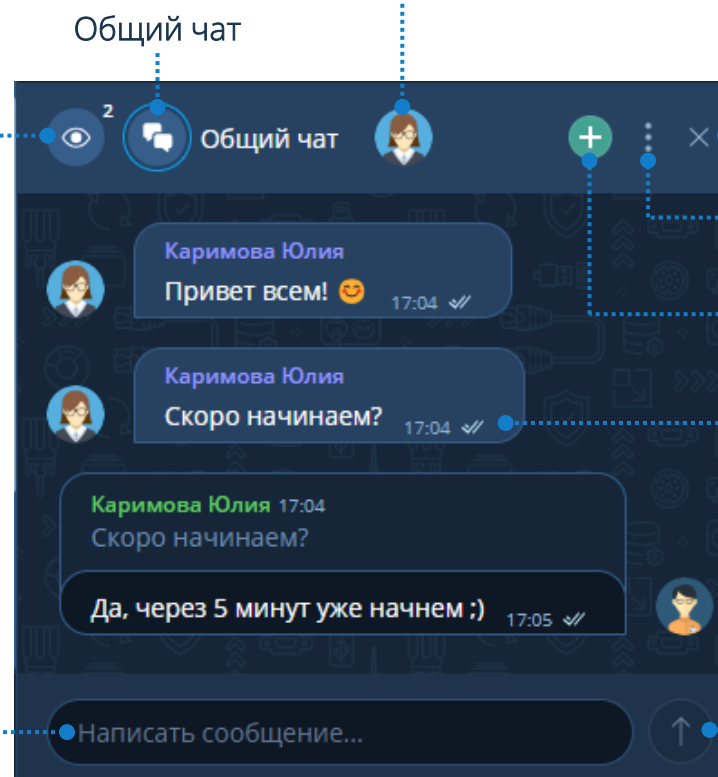 Общий чат
2
Общий чат
Каримова Юлия
Привет всем! 😊 17:04
Каримова Юлия
Скоро начинаем? 17:04
Каримова Юлия 17:04
Скоро начинаем?
Да, через 5 минут уже начнем ;) 17:05
Написать сообщение...